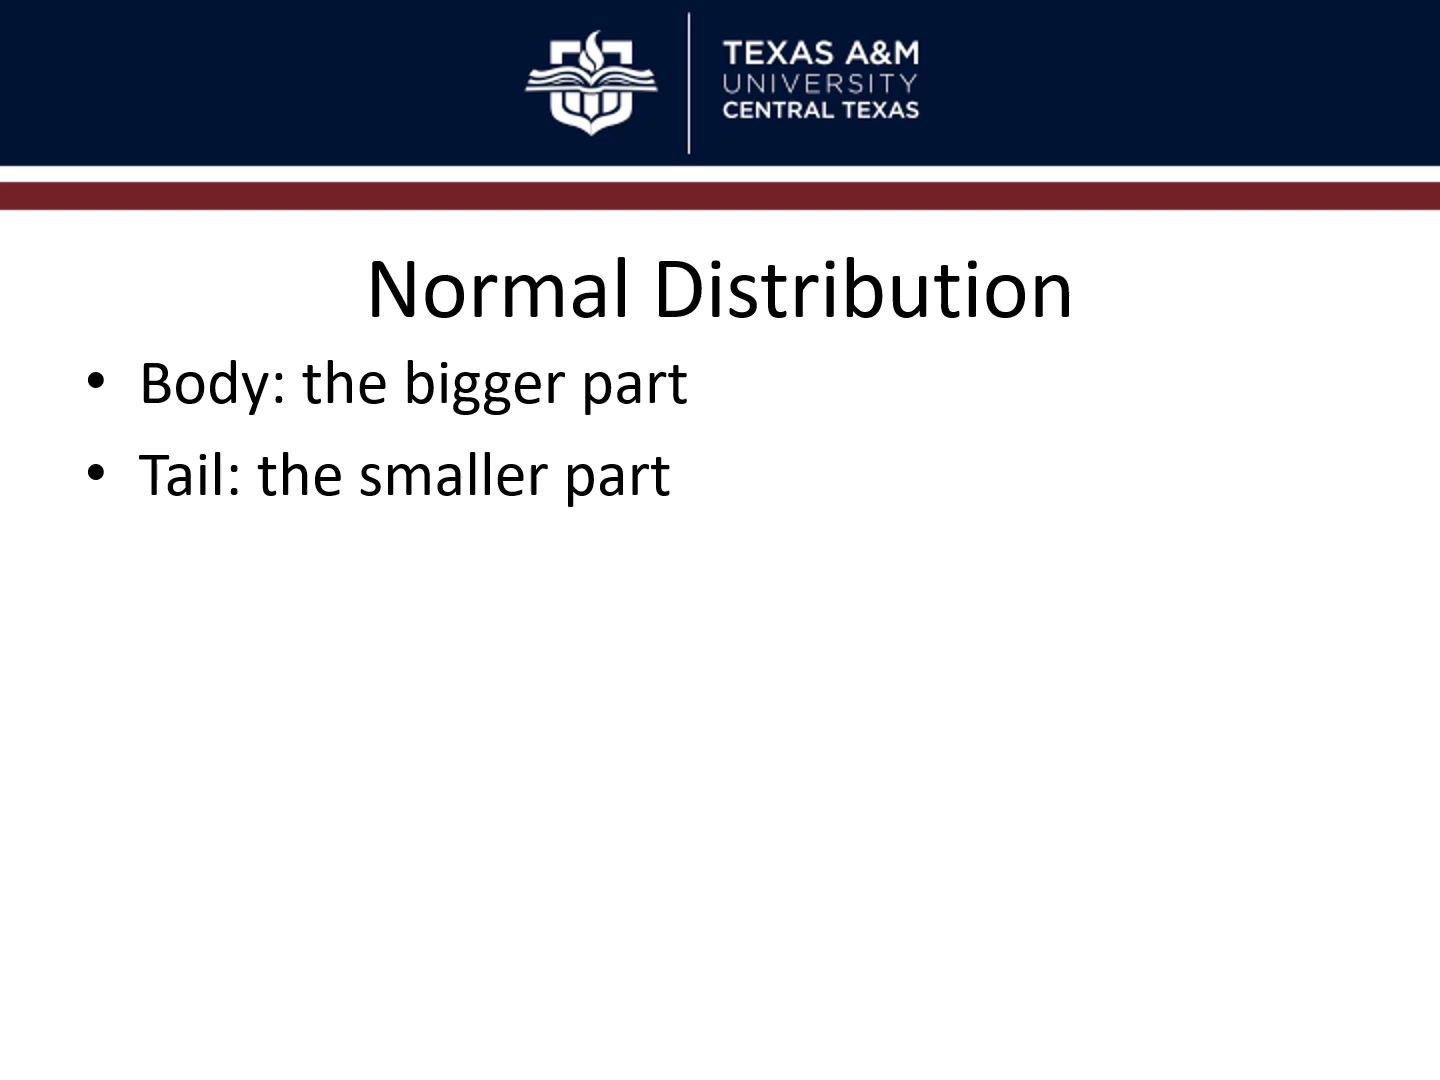 TEXAS A&M
UNIVERSITY
CENTRAL TEXAS
Normal Distribution
• Body: the bigger part
• Tail: the smaller part